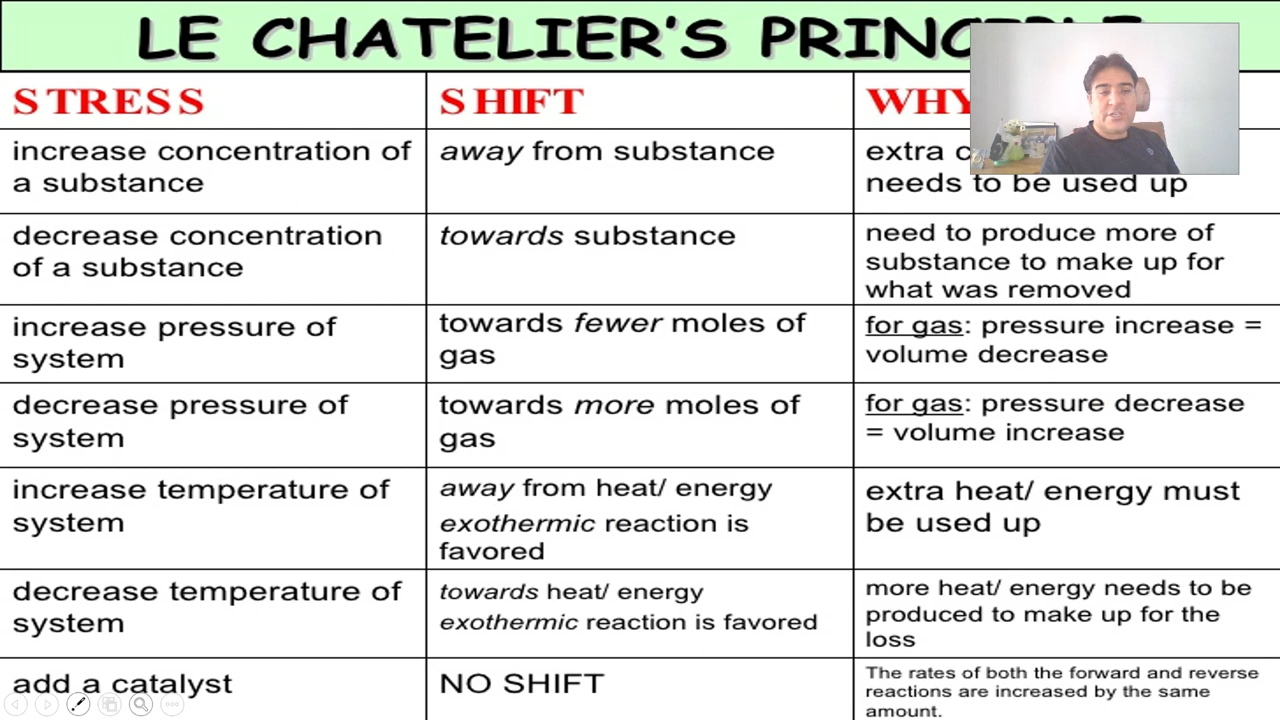 LE CHATELIER'S
STRESS
SHIFT
WHY
increase concentration of
a substance
away from substance
extra
needs to be used up
decrease concentration
of a substance
towards substance
need to produce more of
substance to make up for
what was removed
increase pressure of
system
towards fewer moles of
gas
for gas: pressure increase =
volume decrease
decrease pressure of
system
towards more moles of
gas
for gas: pressure decrease
= volume increase
increase temperature of
system
away from heat/ energy
exothermic reaction is
favored
extra heat/ energy must
be used up
decrease temperature of
system
towards heat/ energy
exothermic reaction is favored
more heat/ energy needs to be
produced to make up for the
loss
add a catalyst
NO SHIFT
The rates of both the forward and reverse
reactions are increased by the same
amount.